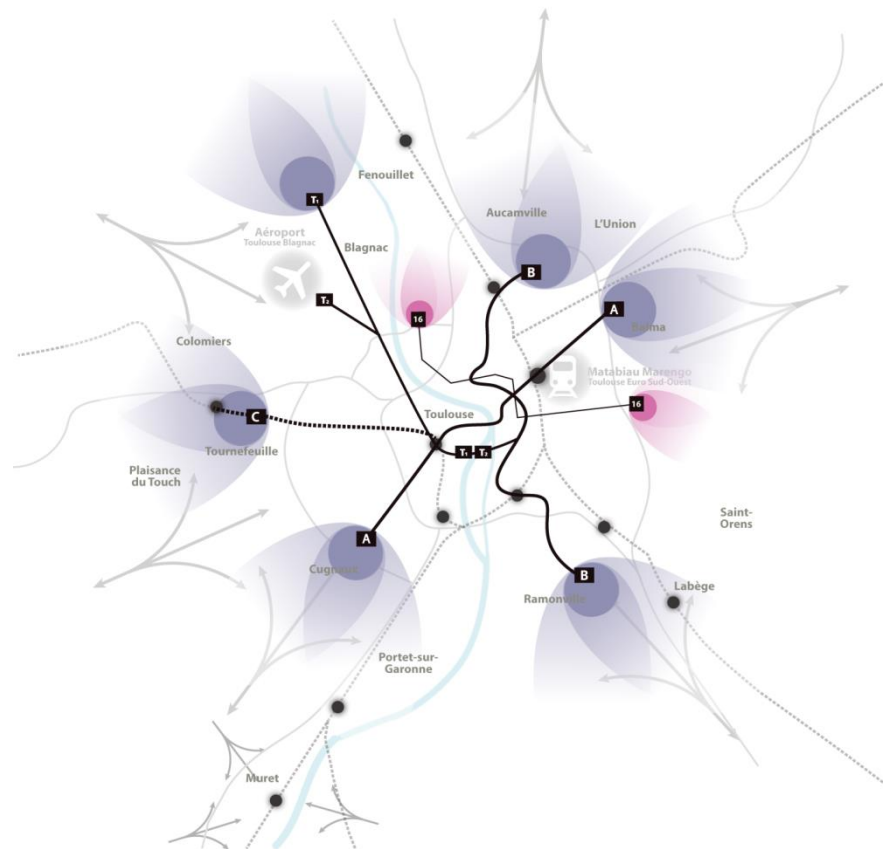 Fenouillet
Aucamville
L'Union
T1
Aéroport
Toulouse Blagnac
Blagnac
B
T2
A
16
Balma
Colomiers
Matabiau Marengo
Toulouse Euro Sud-Ouest
16
C
Toulouse
Tournefeuille
T1 T2
Plaisance
du Touch
Saint-
Orens
A
Cugnaux
B
Labège
Ramonville
Portet-sur-
Garonne
Muret